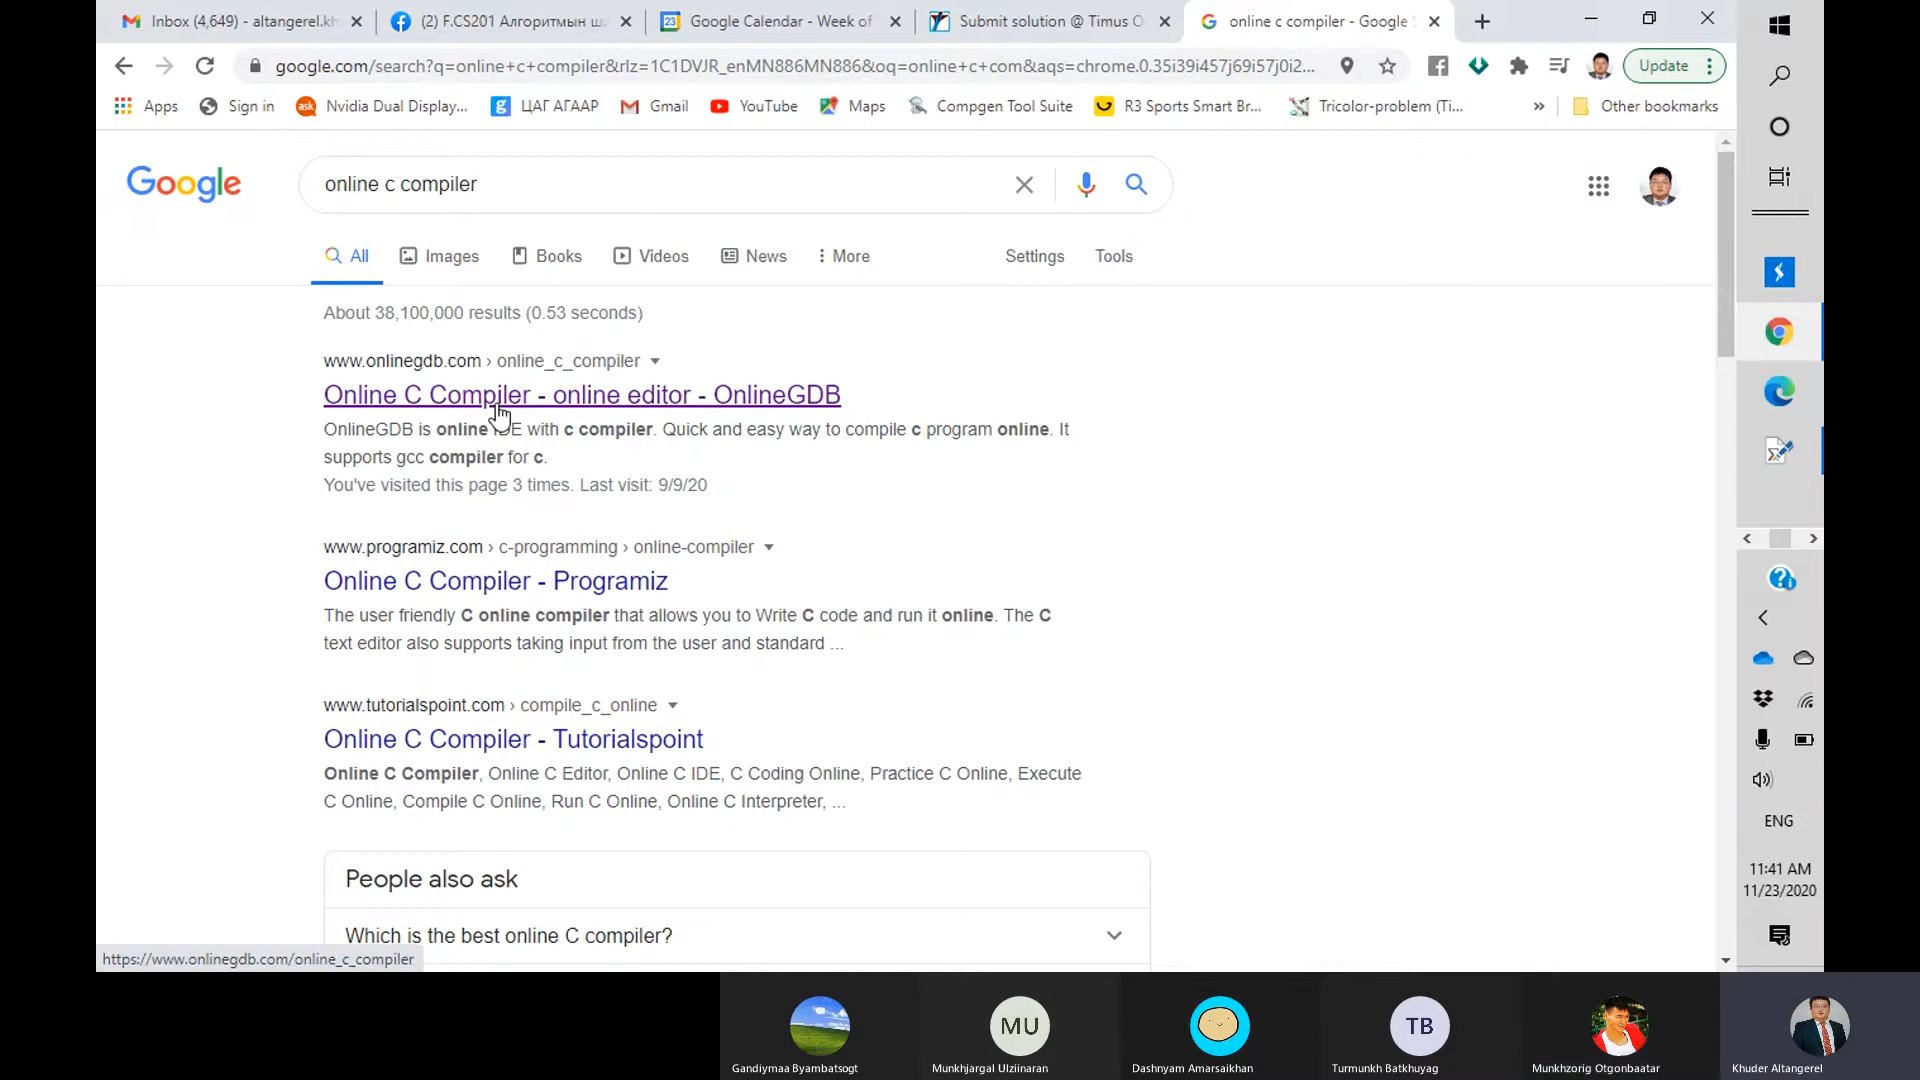 Inbox (4,649) - altangerel.kh
(2) F.CS201 Алгоритмын ши
Google Calendar - Week of
Submit solution @ Timus O
online c compiler - Google S
google.com/search?q=online+c+compiler&rlz=1C1DVJR_enMN886MN886&oq=online+c+com&aqs=chrome.0.35i39i457j69i57j0i2...
Update
Apps
Sign in
Nvidia Dual Display...
ЦАГ АГААР
Gmail
YouTube
Maps
Compgen Tool Suite
R3 Sports Smart Br...
Tricolor-problem (Ti...
»
Other bookmarks
Google
online c compiler
All
Images
Books
Videos
News
More
Settings
Tools
About 38,100,000 results (0.53 seconds)
www.onlinegdb.com › online_c_compiler
Online C Compiler - online editor - OnlineGDB
OnlineGDB is online IDE with c compiler. Quick and easy way to compile c program online. It
supports gcc compiler for c.
You've visited this page 3 times. Last visit: 9/9/20
www.programiz.com › c-programming › online-compiler
Online C Compiler - Programiz
The user friendly C online compiler that allows you to Write C code and run it online. The C
text editor also supports taking input from the user and standard ...
www.tutorialspoint.com › compile_c_online
Online C Compiler - Tutorialspoint
Online C Compiler, Online C Editor, Online C IDE, C Coding Online, Practice C Online, Execute
C Online, Compile C Online, Run C Online, Online C Interpreter, ...
People also ask
Which is the best online C compiler?
https://www.onlinegdb.com/online_c_compiler
ENG
11:41 AM
11/23/2020
MU
TB
Gandiymaa Byambatsogt
Munkhjargal Ulziinaran
Dashnyam Amarsaikhan
Turmunkh Batkhuyag
Munkhzorig Otgonbaatar
Khuder Altangerel